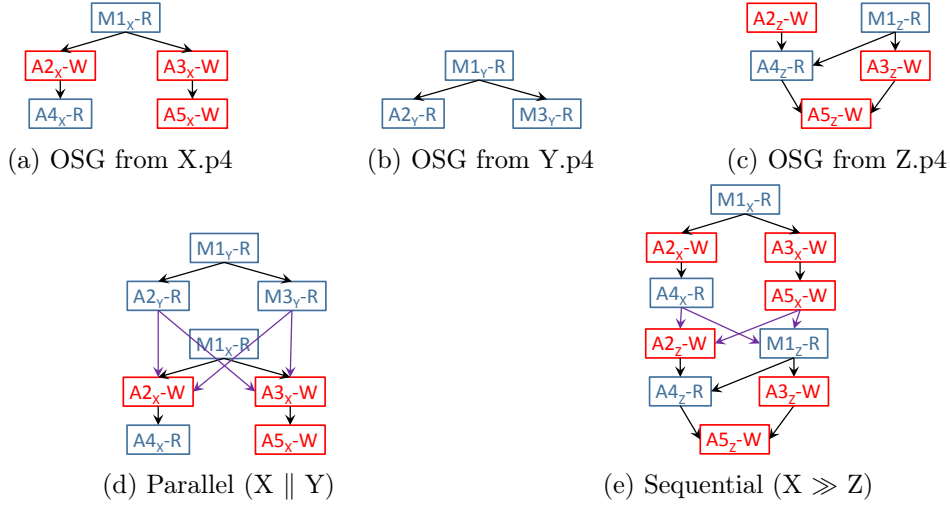 M1X-R
A2X-W A3X-W
A4X-R A5X-W
(a) OSG from X.p4
M1Y-R
A2Y-R M3Y-R
(b) OSG from Y.p4
A2Z-W M1Z-R
A4Z-R A3Z-W
A5Z-W
(c) OSG from Z.p4
M1Y-R
A2Y-R M3Y-R
M1X-R
A2X-W A3X-W
A4X-R A5X-W
(d) Parallel (X ∥ Y)
M1X-R
A2X-W A3X-W
A4X-R A5X-W
A2Z-W M1Z-R
A4Z-R A3Z-W
A5Z-W
(e) Sequential (X ≫ Z)